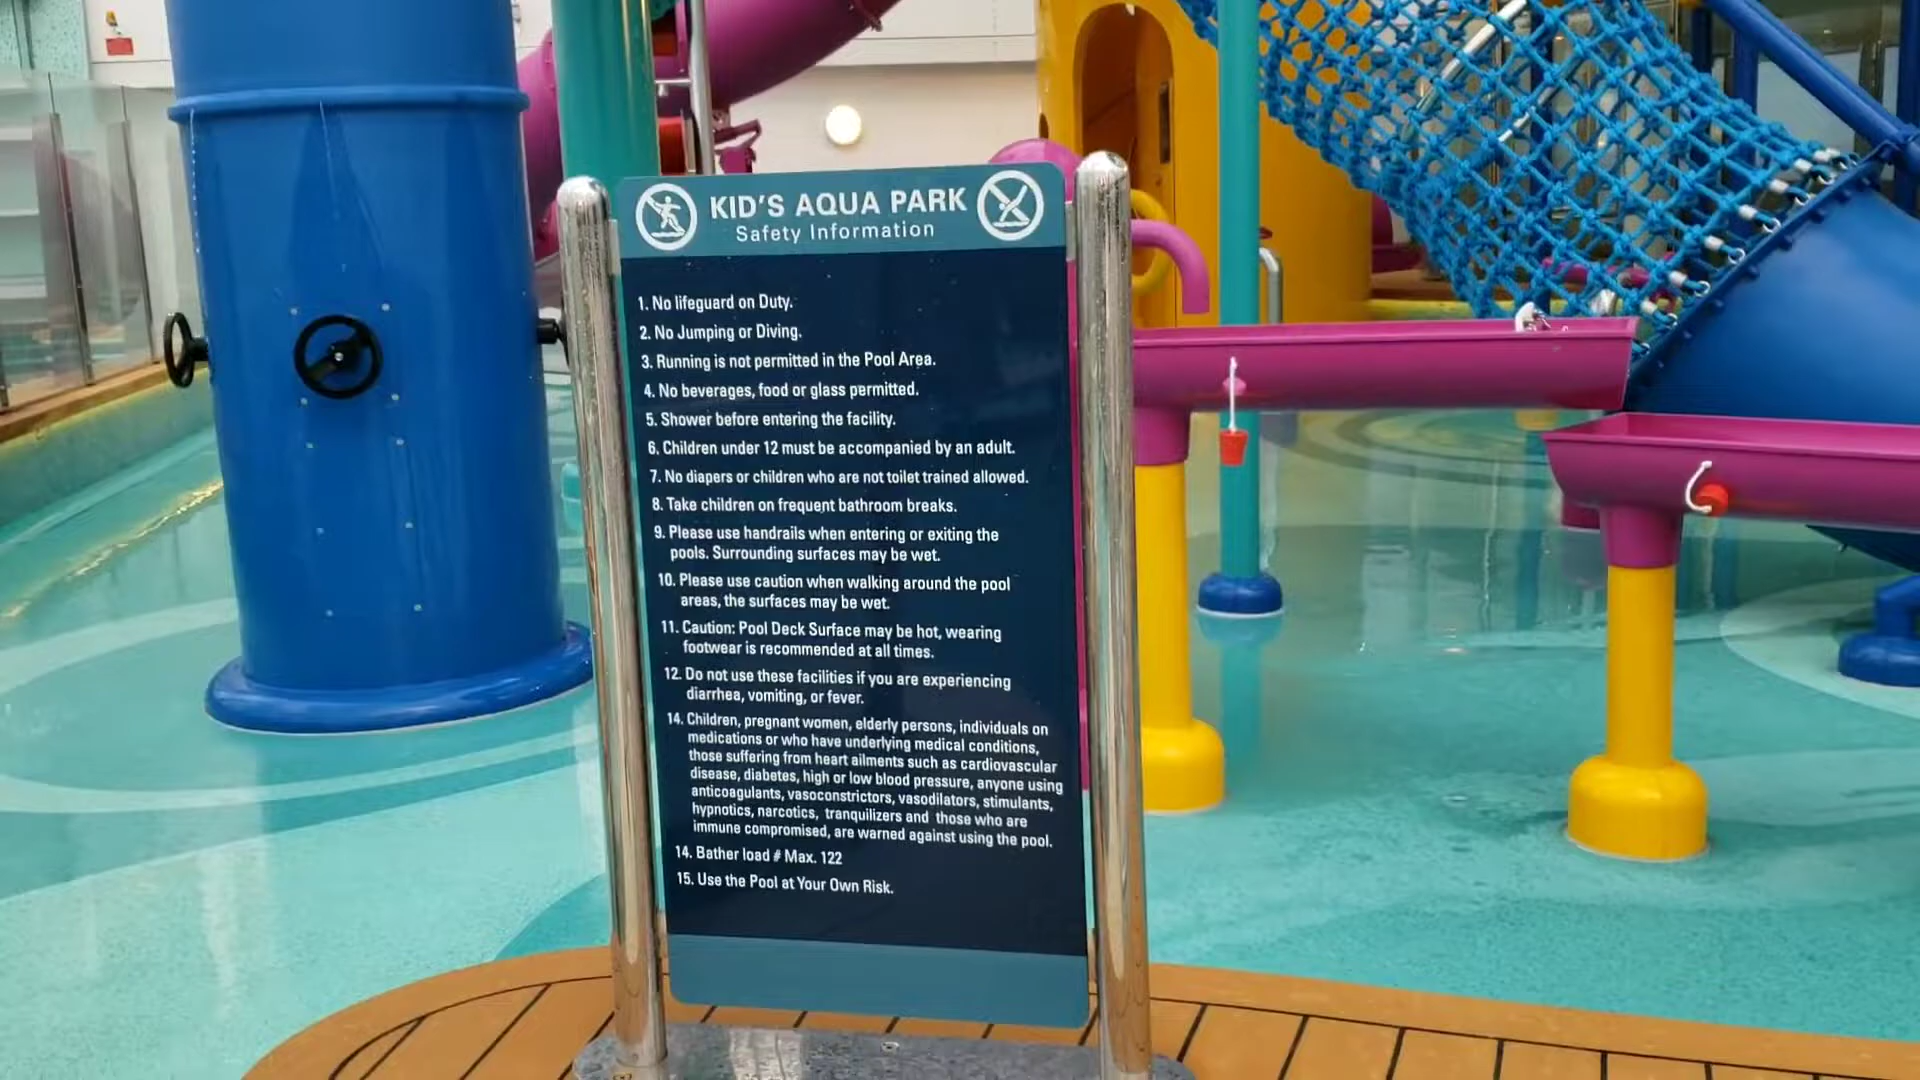 KID'S AQUA PARK
Safety Information
1. No lifeguard on Duty.
2. No Jumping or Diving.
3. Running is not permitted in the Pool Area.
4. No beverages, food or glass permitted.
5. Shower before entering the facility.
6. Children under 12 must be accompanied by an adult.
7. No diapers or children who are not toilet trained allowed.
8. Take children on frequent bathroom breaks.
9. Please use handrails when entering or exiting the
pools. Surrounding surfaces may be wet.
10. Please use caution when walking around the pool
areas, the surfaces may be wet.
11. Caution: Pool Deck Surface may be hot, wearing
footwear is recommended at all times.
12. Do not use these facilities if you are experiencing
diarrhea, vomiting, or fever.
14. Children, pregnant women, elderly persons, individuals on
medications or who have underlying medical conditions,
those suffering from heart ailments such as cardiovascular
disease, diabetes, high or low blood pressure, anyone using
anticoagulants, vasoconstrictors, vasodilators, stimulants,
hypnotics, narcotics, tranquilizers and those who are
immune compromised, are warned against using the pool.
14. Bather load # Max. 122
15. Use the Pool at Your Own Risk.